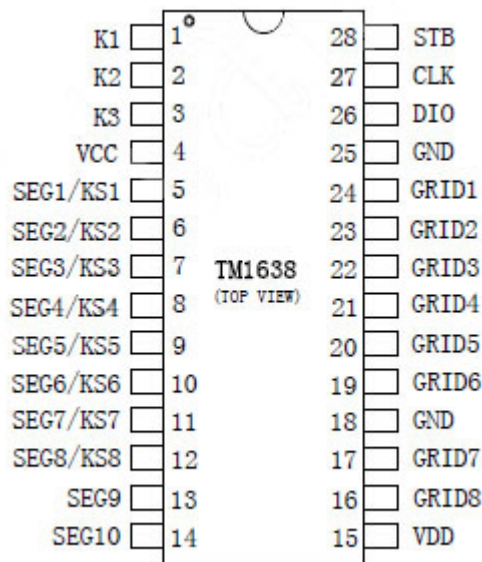 K1 1 28 STB
K2 2 27 CLK
K3 3 26 DIO
VCC 4 25 GND
SEG1/KS1 5 24 GRID1
SEG2/KS2 6 23 GRID2
SEG3/KS3 7 22 GRID3
TM1638
(TOP VIEW)
SEG4/KS4 8 21 GRID4
SEG5/KS5 9 20 GRID5
SEG6/KS6 10 19 GRID6
SEG7/KS7 11 18 GND
SEG8/KS8 12 17 GRID7
SEG9 13 16 GRID8
SEG10 14 15 VDD